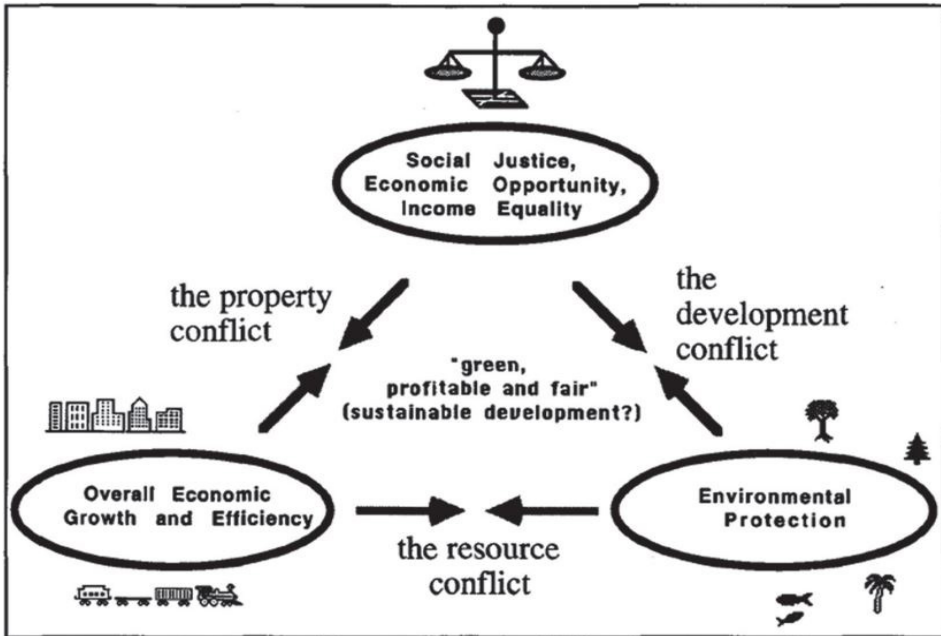 Social Justice,
Economic Opportunity,
Income Equality
the property
conflict
the
development
conflict
"green,
profitable and fair"
(sustainable development?)
Overall Economic
Growth and Efficiency
Environmental
Protection
the resource
conflict